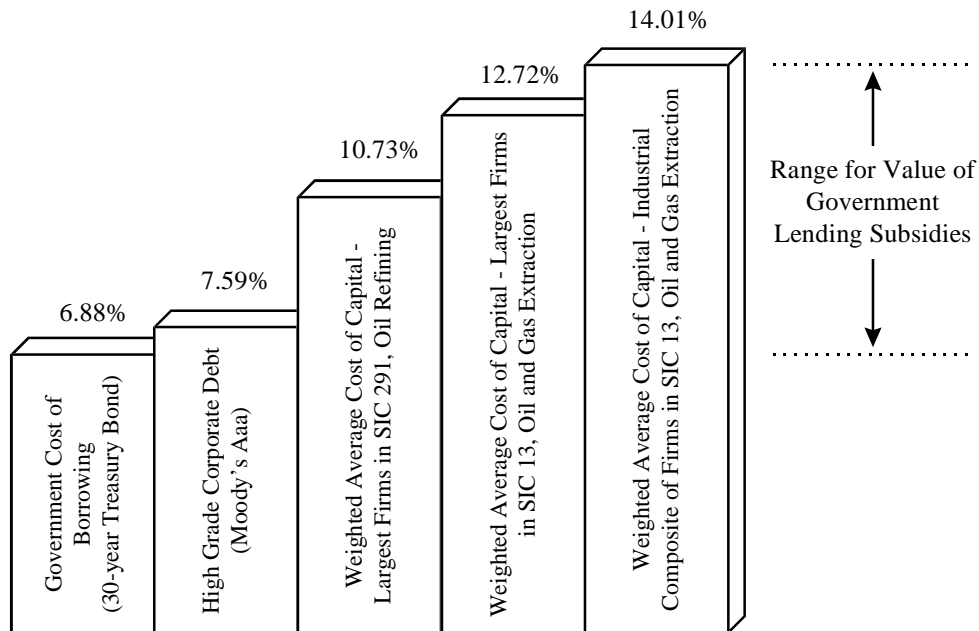 14.01%
12.72%
10.73%
7.59%
6.88%
Government Cost of
Borrowing
(30-year Treasury Bond)
High Grade Corporate Debt
(Moody's Aaa)
Weighted Average Cost of Capital -
Largest Firms in SIC 291, Oil Refining
Weighted Average Cost of Capital - Largest Firms
in SIC 13, Oil and Gas Extraction
Weighted Average Cost of Capital - Industrial
Composite of Firms in SIC 13, Oil and Gas Extraction
Range for Value of
Government
Lending Subsidies